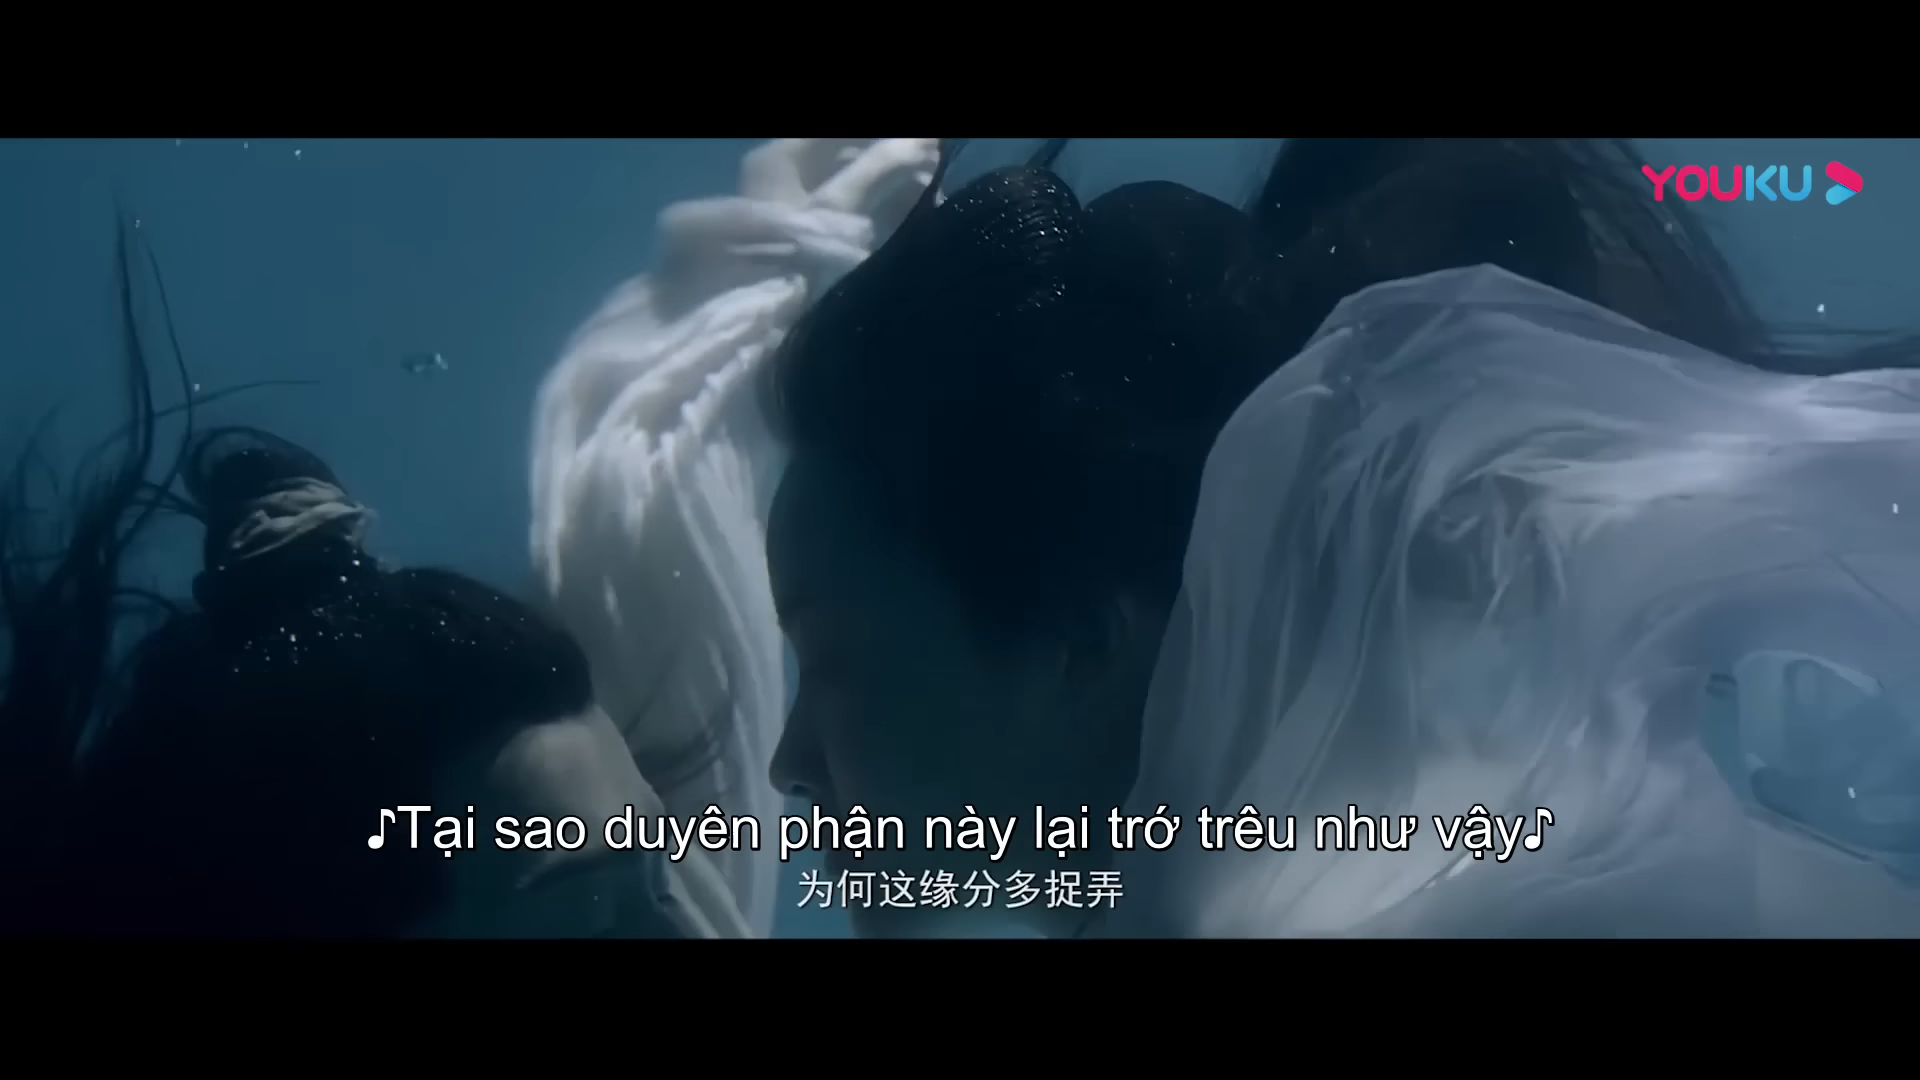 YOUKU
♪Tại sao duyên phận này lại trớ trêu như vậy♪
为何这缘分多捉弄